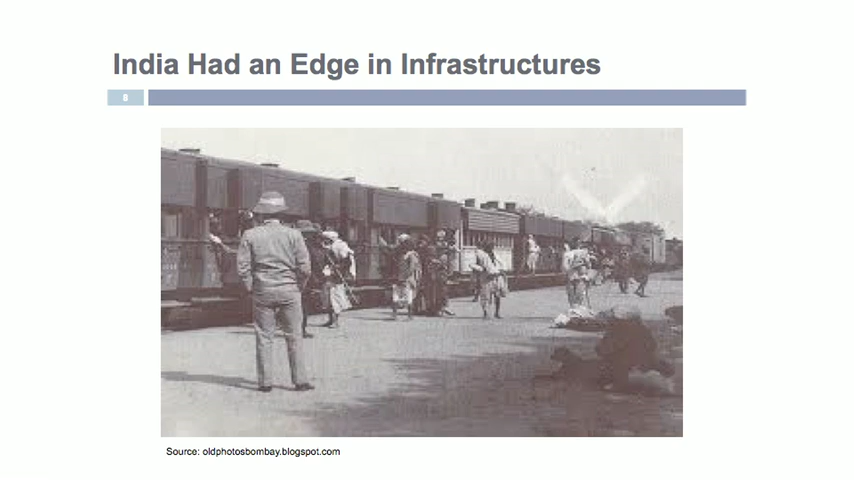 India Had an Edge in Infrastructures
8
Source: oldphotosbombay.blogspot.com